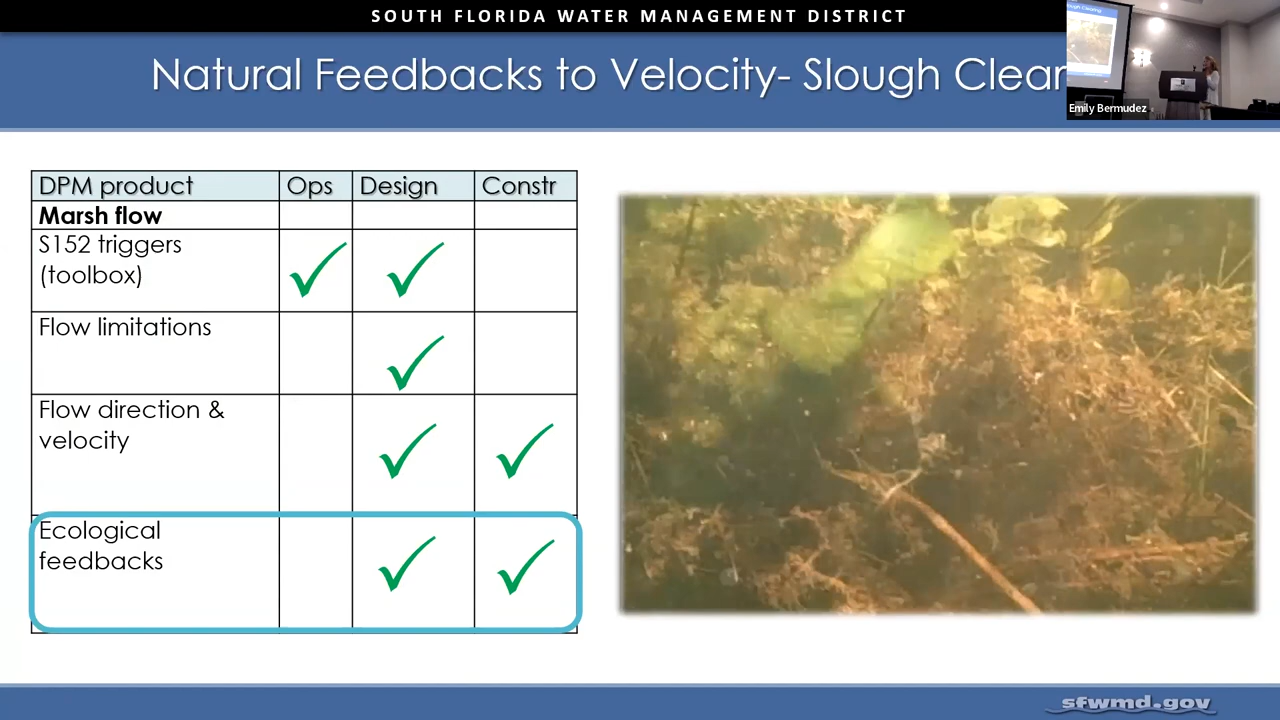 SOUTH FLORIDA WATER MANAGEMENT DISTRICT
Natural Feedbacks to Velocity- Slough Clear
Emily Bermudez
DPM product Ops Design Constr
Marsh flow
S152 triggers
(toolbox)
Flow limitations
Flow direction &
velocity
Ecological
feedbacks
sfwmd.gov